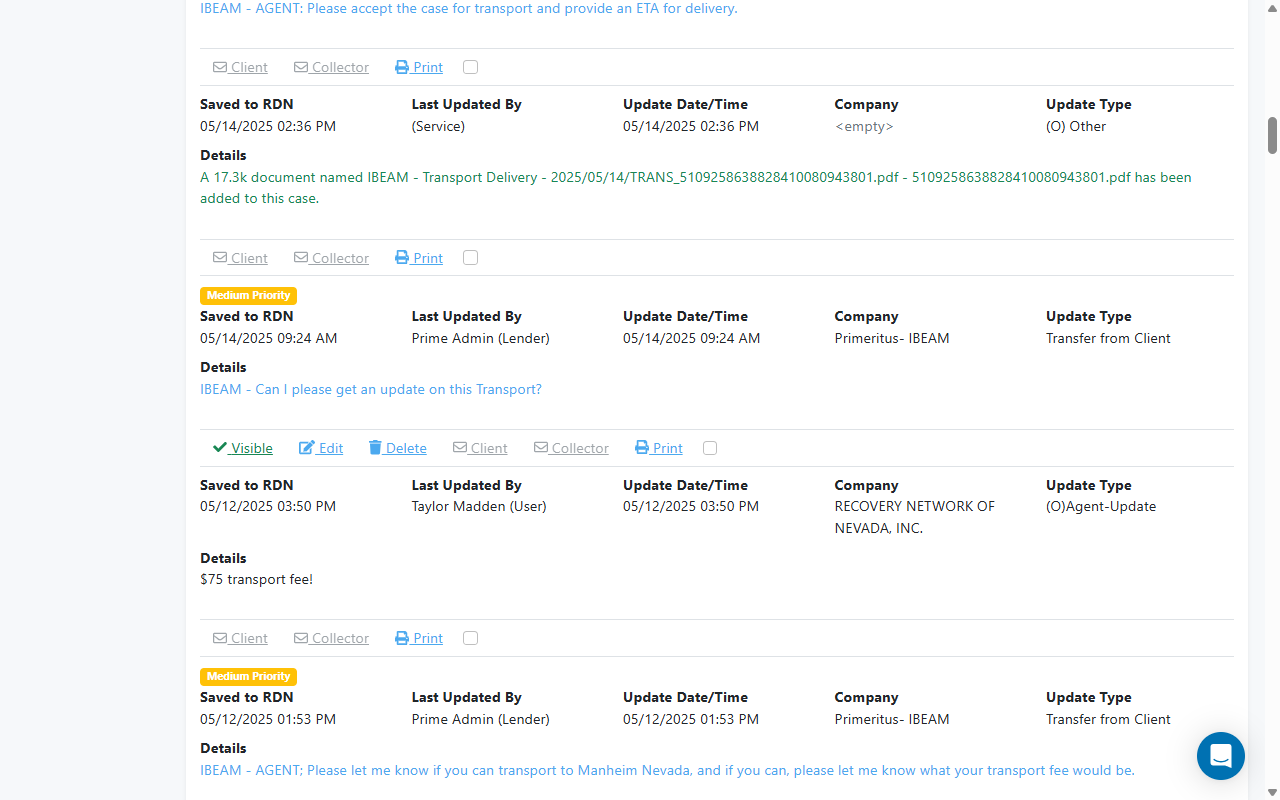 IBEAM - AGENT: Please accept the case for transport and provide an ETA for delivery.
Client Collector Print
Saved to RDN Last Updated By Update Date/Time Company Update Type
05/14/2025 02:36 PM (Service) 05/14/2025 02:36 PM <empty> (O) Other
Details
A 17.3k document named IBEAM - Transport Delivery - 2025/05/14/TRANS_5109258638828410080943801.pdf - 5109258638828410080943801.pdf has been
added to this case.
Client Collector Print
Medium Priority
Saved to RDN Last Updated By Update Date/Time Company Update Type
05/14/2025 09:24 AM Prime Admin (Lender) 05/14/2025 09:24 AM Primeritus- IBEAM Transfer from Client
Details
IBEAM - Can I please get an update on this Transport?
Visible Edit Delete Client Collector Print
Saved to RDN Last Updated By Update Date/Time Company Update Type
05/12/2025 03:50 PM Taylor Madden (User) 05/12/2025 03:50 PM RECOVERY NETWORK OF (O)Agent-Update
NEVADA, INC.
Details
$75 transport fee!
Client Collector Print
Medium Priority
Saved to RDN Last Updated By Update Date/Time Company Update Type
05/12/2025 01:53 PM Prime Admin (Lender) 05/12/2025 01:53 PM Primeritus- IBEAM Transfer from Client
Details
IBEAM - AGENT; Please let me know if you can transport to Manheim Nevada, and if you can, please let me know what your transport fee would be.